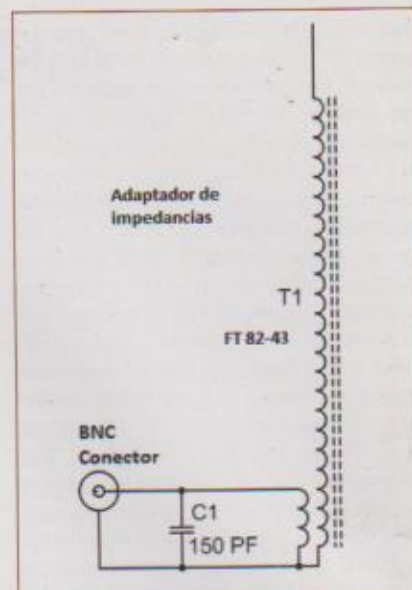 Adaptador de
impedancias
T1
FT 82-43
BNC
Conector
C1
150 PF